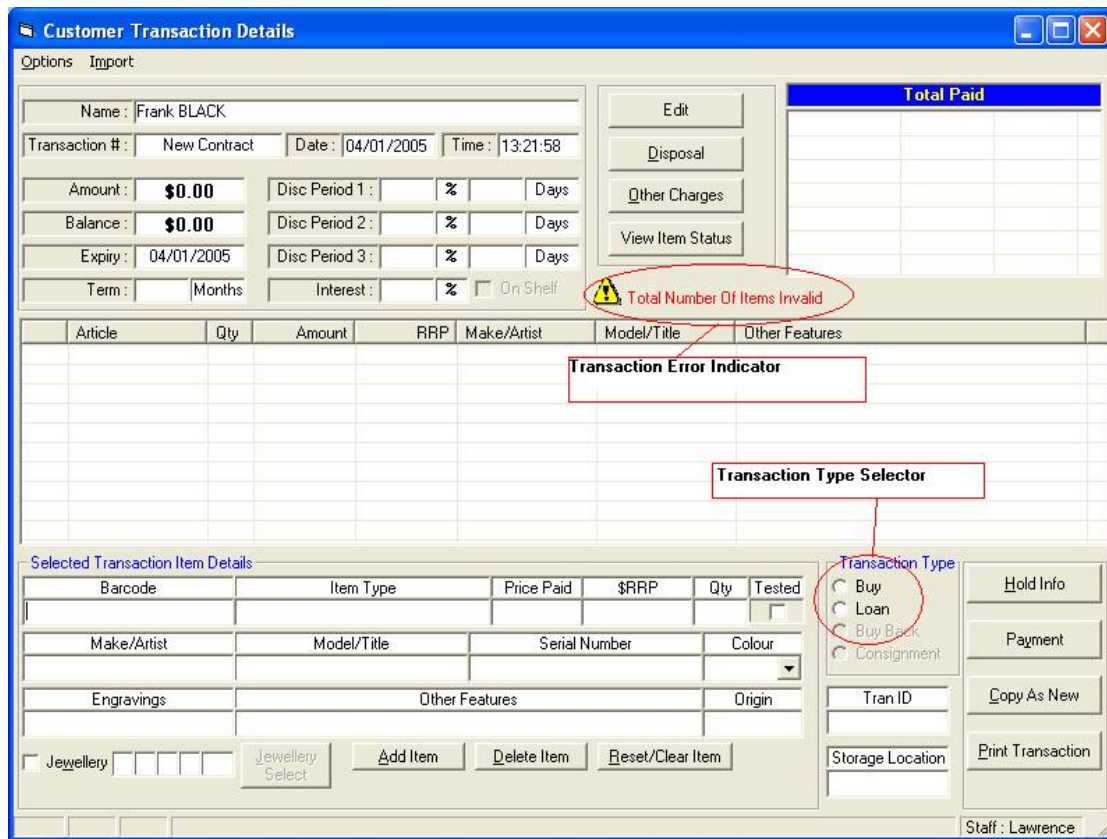 Customer Transaction Details
Options Import
Name : Frank BLACK
Transaction # : New Contract Date : 04/01/2005 Time : 13:21:58
Amount : $0.00 Disc Period 1 : % Days
Balance : $0.00 Disc Period 2 : % Days
Expiry : 04/01/2005 Disc Period 3 : % Days
Term : Months Interest : % On Shelf
Edit
Disposal
Other Charges
View Item Status
Total Paid
Total Number Of Items Invalid
Article Qty Amount RRP Make/Artist Model/Title Other Features
Transaction Error Indicator
Transaction Type Selector
Selected Transaction Item Details
Barcode Item Type Price Paid $RRP Qty Tested
Make/Artist Model/Title Serial Number Colour
Engravings Other Features Origin
Jewellery Jewellery Select Add Item Delete Item Reset/Clear Item
Transaction Type
Buy
Loan
Buy Back
Consignment
Tran ID
Storage Location
Hold Info
Payment
Copy As New
Print Transaction
Staff : Lawrence